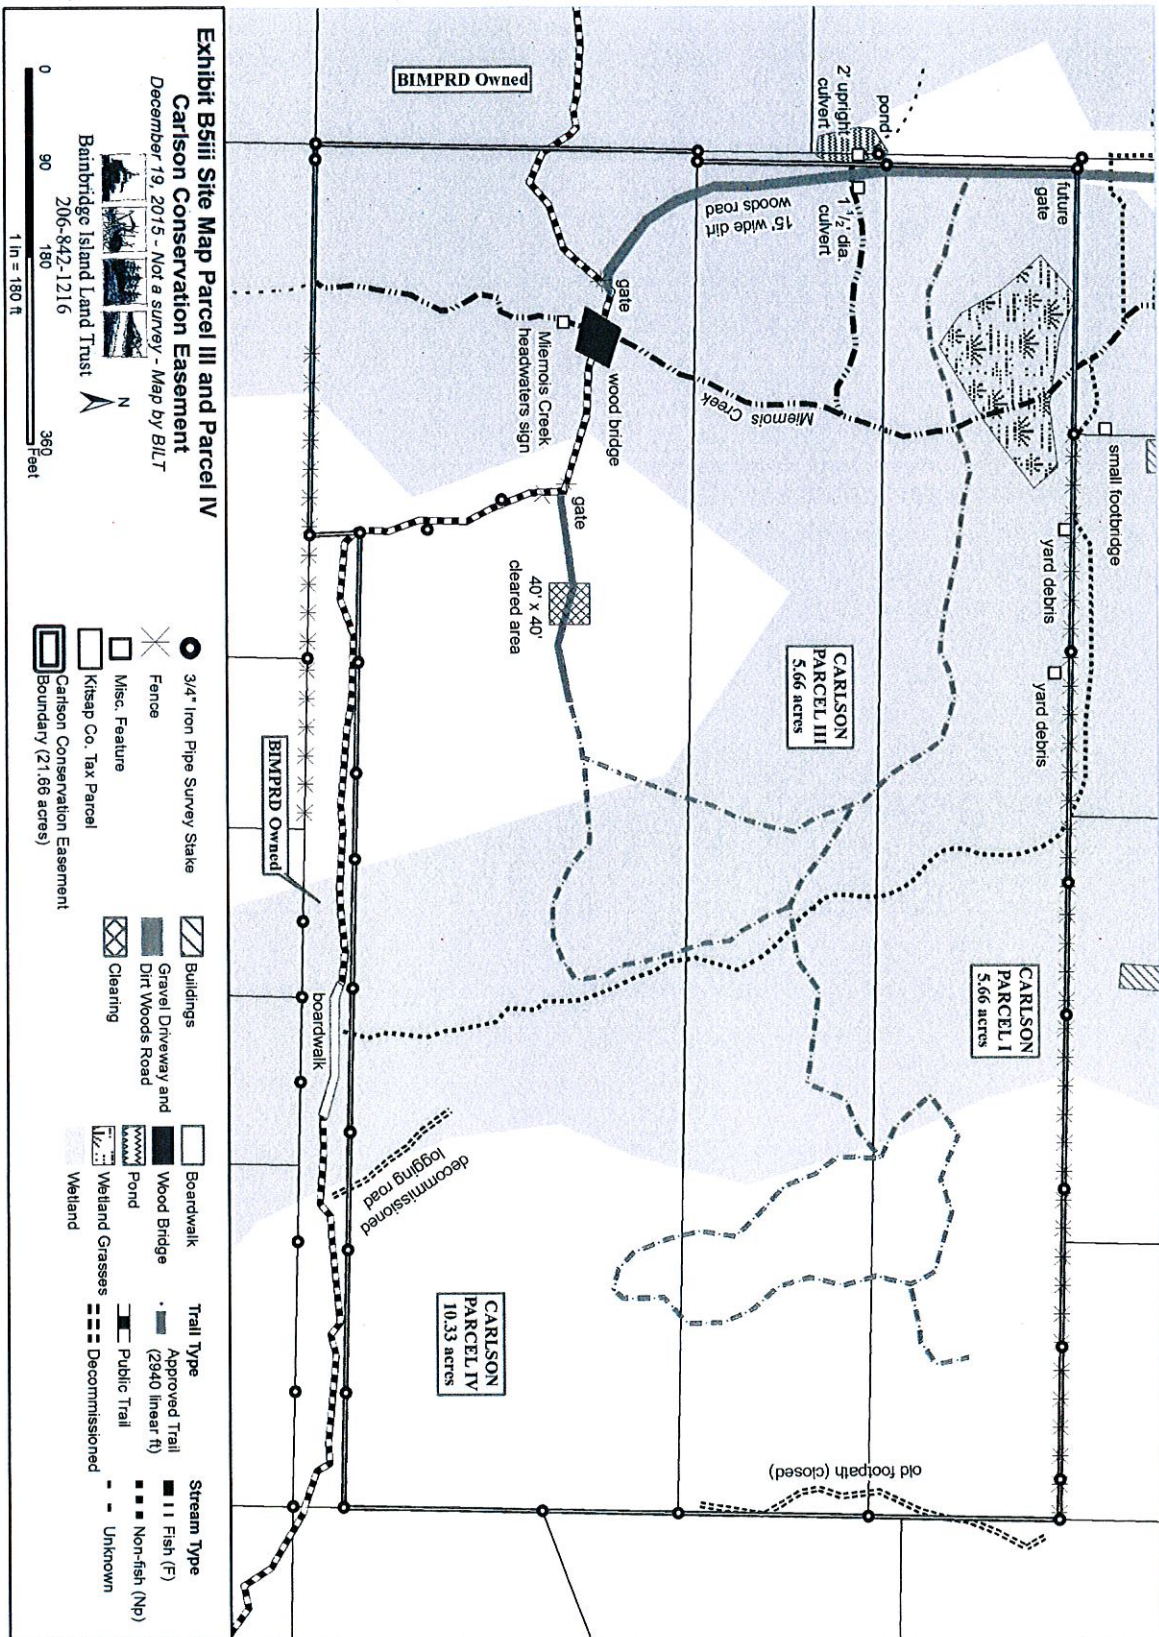 BIMPRD Owned
2' upright
culvert
pond
future
gate
15' wide dirt
woods road
1 1/2' dia.
culvert
gate
wood bridge
Miemois Creek
headwaters sign
Miemois
Creek
small footbridge
yard debris
yard debris
gate
40' x 40'
cleared area
CARLSON
PARCEL III
5.66 acres
CARLSON
PARCEL I
5.66 acres
BIMPRD Owned
boardwalk
decommissioned
logging road
CARLSON
PARCEL IV
10.33 acres
old footpath (closed)
Exhibit B5iii Site Map Parcel III and Parcel IV
Carlson Conservation Easement
December 19, 2015 - Not a survey - Map by BILT
Bainbridge Island Land Trust
206-842-1216
N
0 90 180 360
Feet
1 in = 180 ft
3/4" Iron Pipe Survey Stake
Fence
Misc. Feature
Kitsap Co. Tax Parcel
Carlson Conservation Easement
Boundary (21.66 acres)
Buildings
Gravel Driveway and
Dirt Woods Road
Clearing
Boardwalk
Wood Bridge
Pond
Wetland Grasses
Wetland
Trail Type
Approved Trail
(2940 linear ft)
Public Trail
Decommissioned
Stream Type
Fish (F)
Non-fish (Np)
Unknown